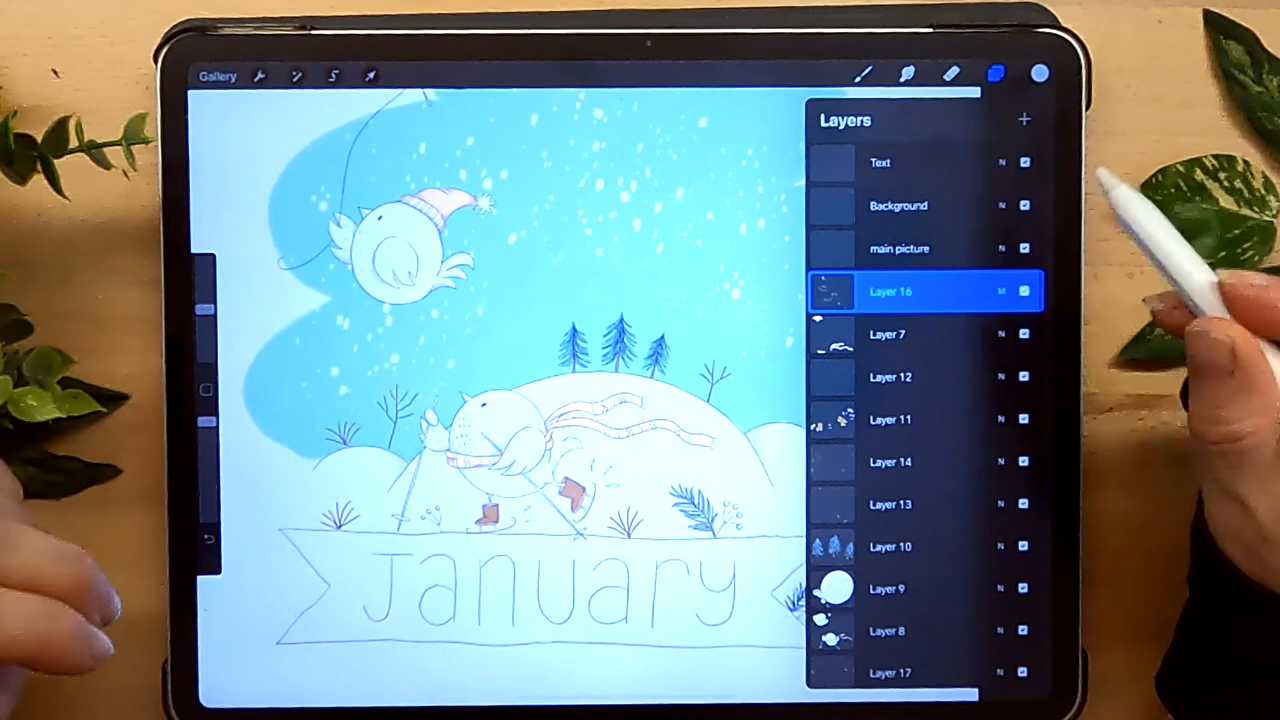 Gallery
Layers
Text N
Background N
main picture N
Layer 16 M
Layer 7 N
Layer 12 N
Layer 11 N
Layer 14 N
Layer 13 N
Layer 10 N
Layer 9 N
Layer 8 N
Layer 17 N
January